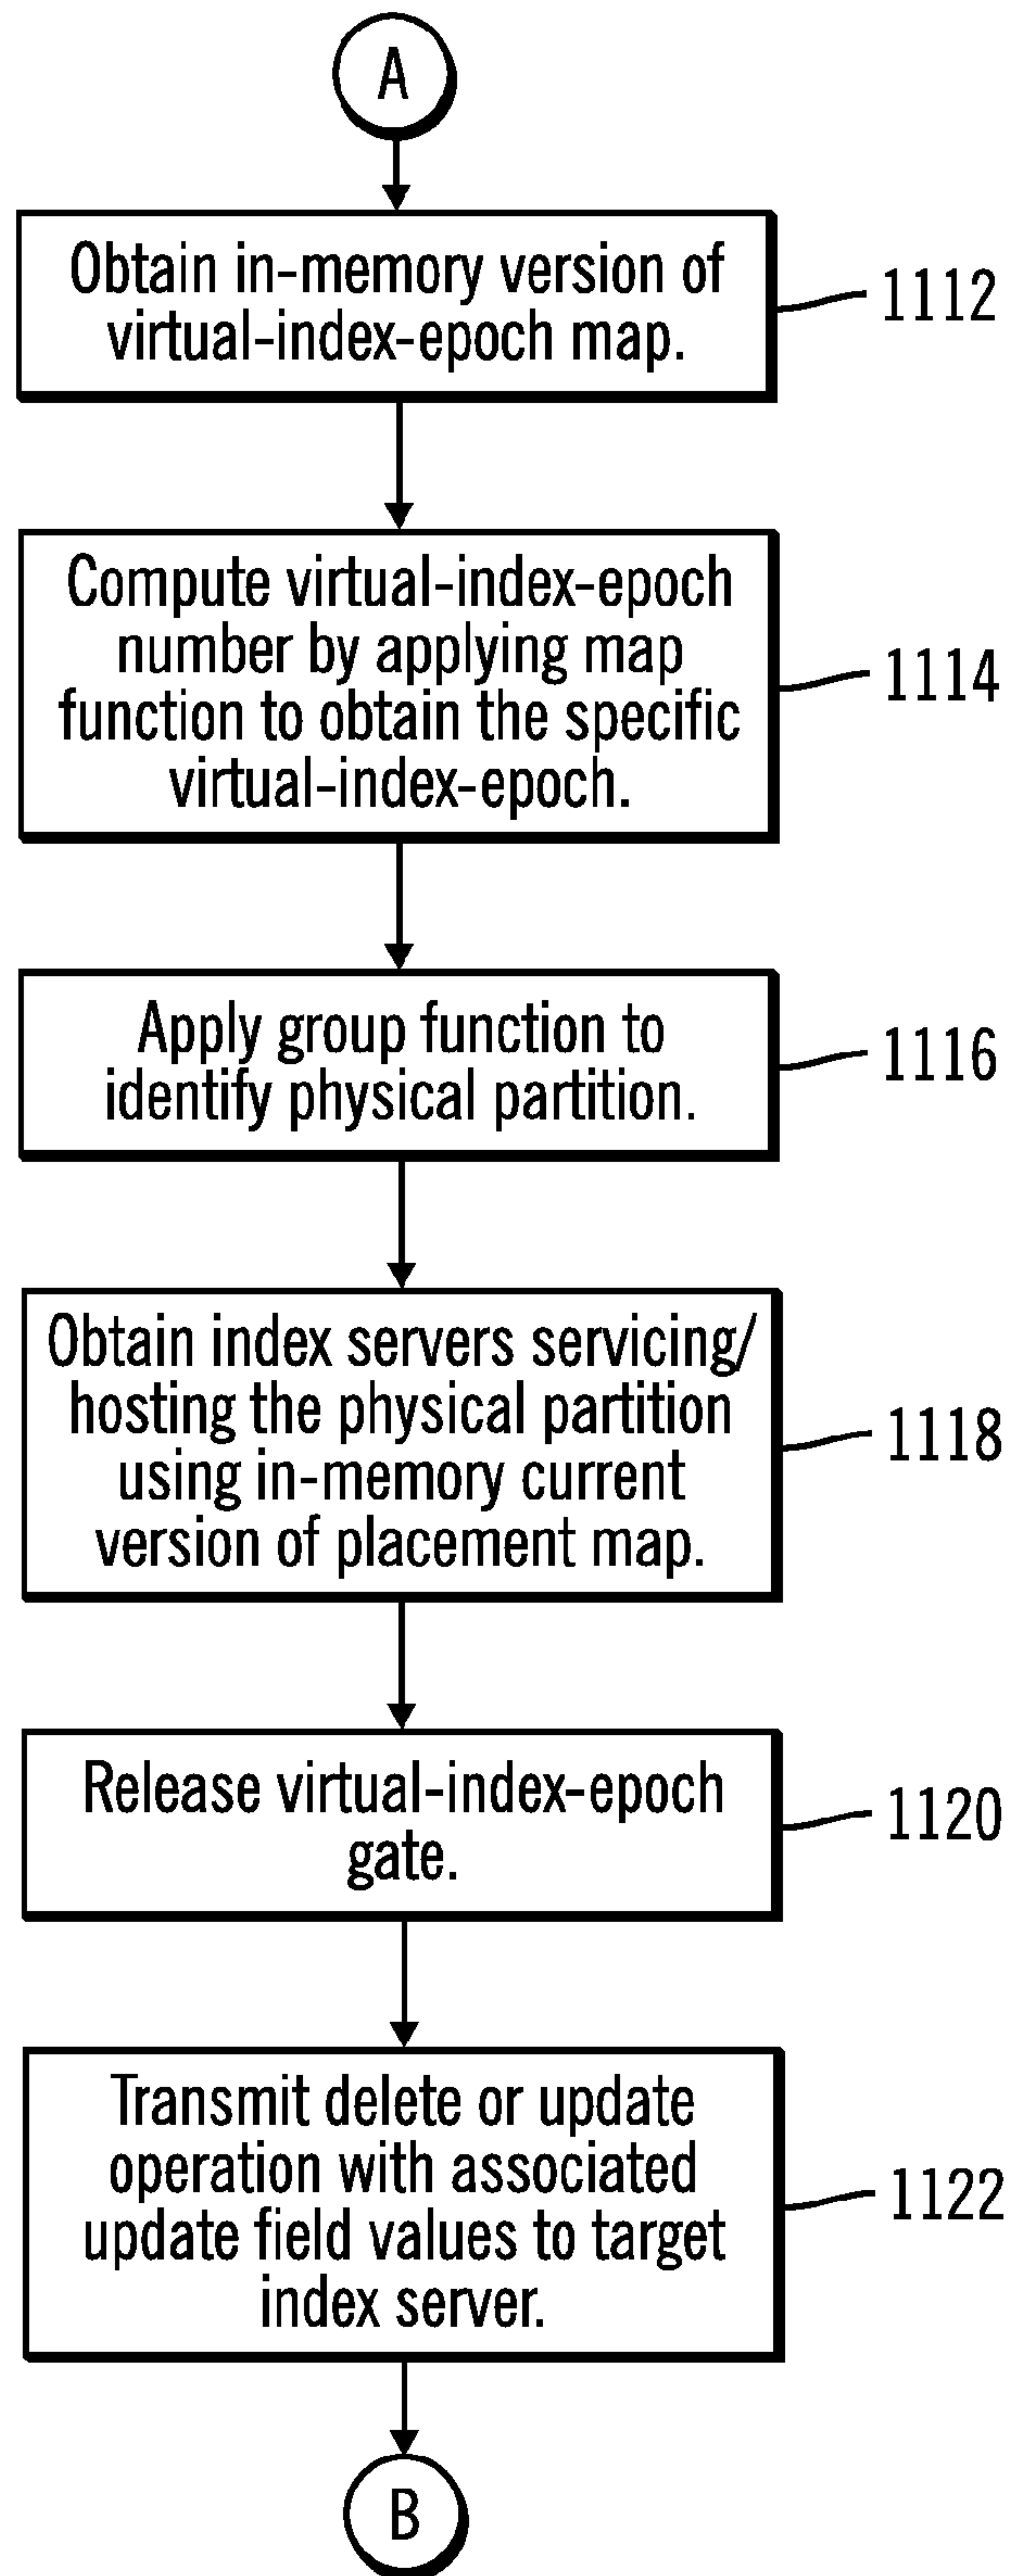 A
Obtain in-memory version of
virtual-index-epoch map.
1112
Compute virtual-index-epoch
number by applying map
function to obtain the specific
virtual-index-epoch.
1114
Apply group function to
identify physical partition.
1116
Obtain index servers servicing/
hosting the physical partition
using in-memory current
version of placement map.
1118
Release virtual-index-epoch
gate.
1120
Transmit delete or update
operation with associated
update field values to target
index server.
1122
B